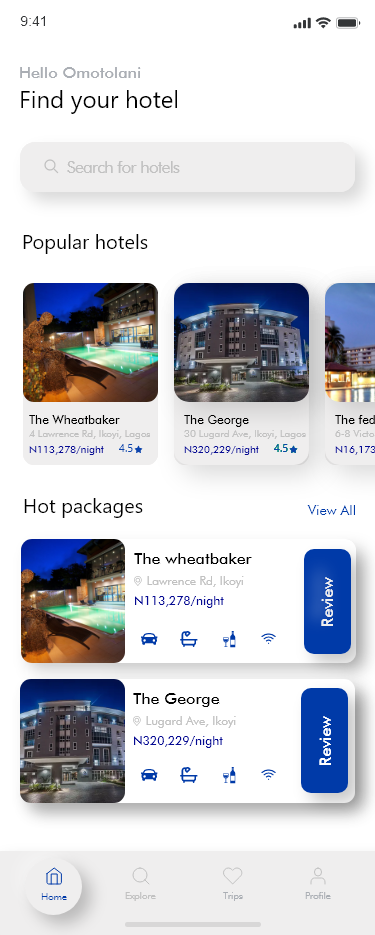 9:41
Hello Omotolani
Find your hotel
Search for hotels
Popular hotels
The Wheatbaker
4 Lawrence Rd, Ikoyi, Lagos
N113,278/night 4.5
The George
30 Lugard Ave, Ikoyi, Lagos
N320,229/night 4.5
The fed
6-8 Victo
N16,173
Hot packages
View All
The wheatbaker
Lawrence Rd, Ikoyi
N113,278/night
Review
The George
Lugard Ave, Ikoyi
N320,229/night
Review
Home
Explore
Trips
Profile